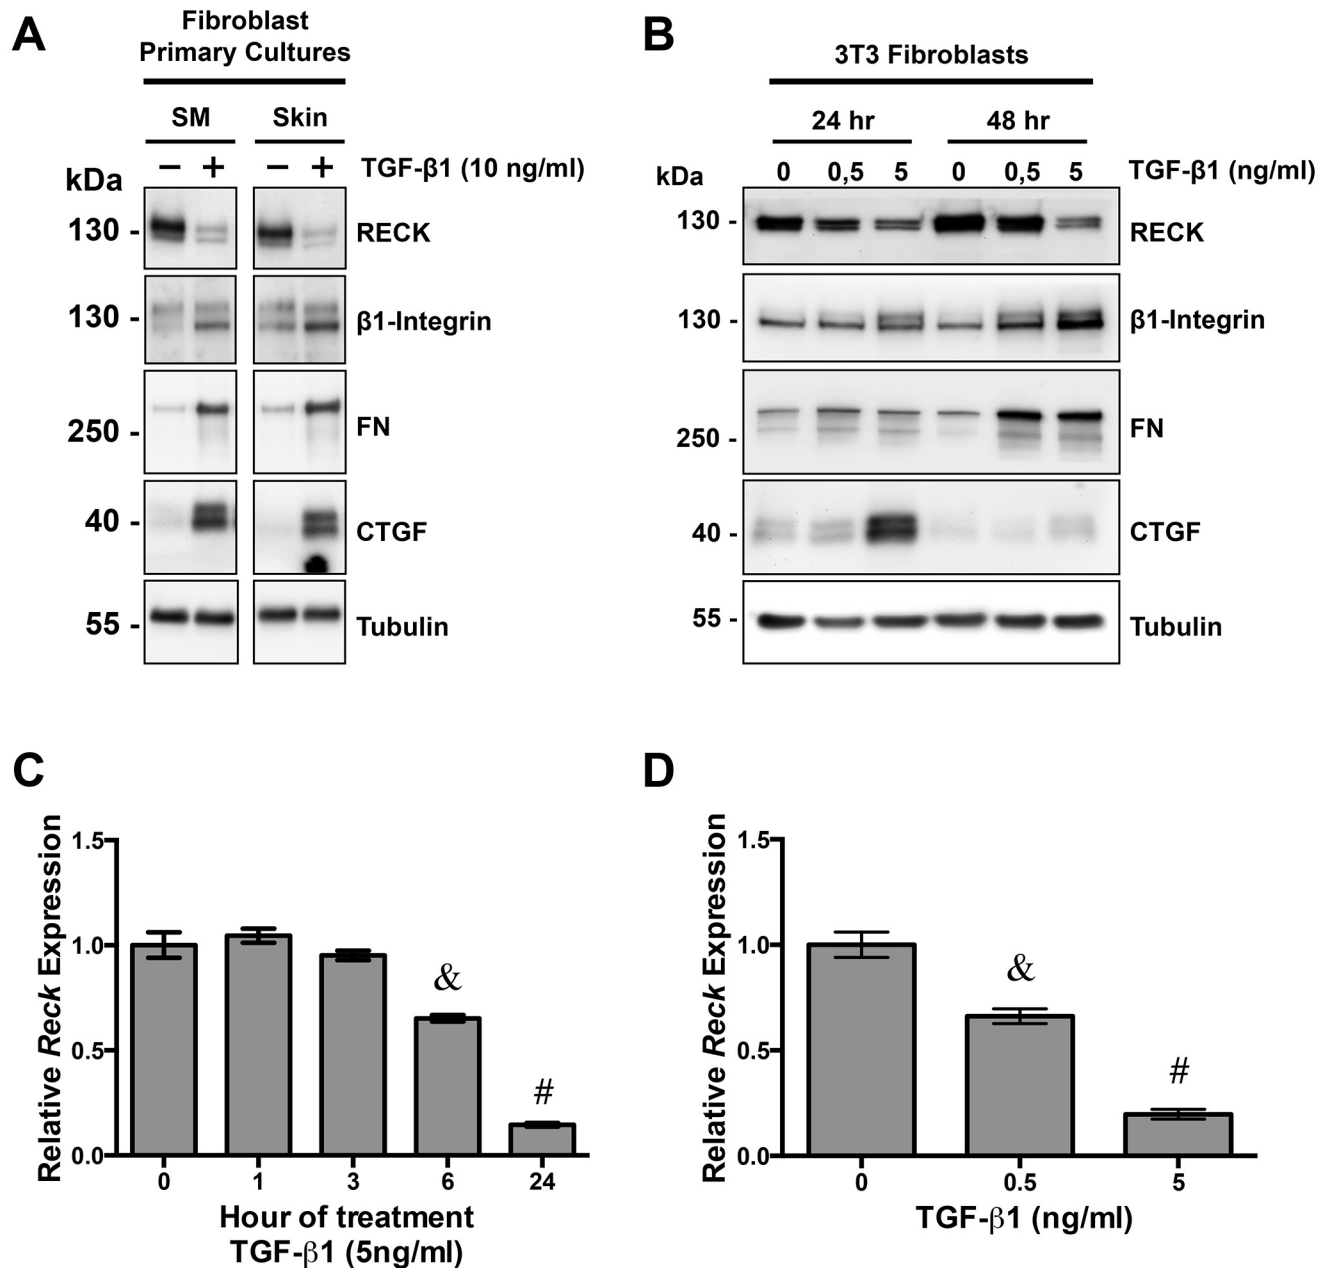 A
Fibroblast
Primary Cultures
SM Skin
− + − + TGF-β1 (10 ng/ml)
kDa
130 - RECK
130 - β1-Integrin
250 - FN
40 - CTGF
55 - Tubulin
B
3T3 Fibroblasts
24 hr 48 hr
0 0,5 5 0 0,5 5 TGF-β1 (ng/ml)
kDa
130 - RECK
130 - β1-Integrin
250 - FN
40 - CTGF
55 - Tubulin
C
Relative Reck Expression
1.5
1.0
0.5
0.0
&
#
0 1 3 6 24
Hour of treatment
TGF-β1 (5ng/ml)
D
Relative Reck Expression
1.5
1.0
0.5
0.0
&
#
0 0.5 5
TGF-β1 (ng/ml)